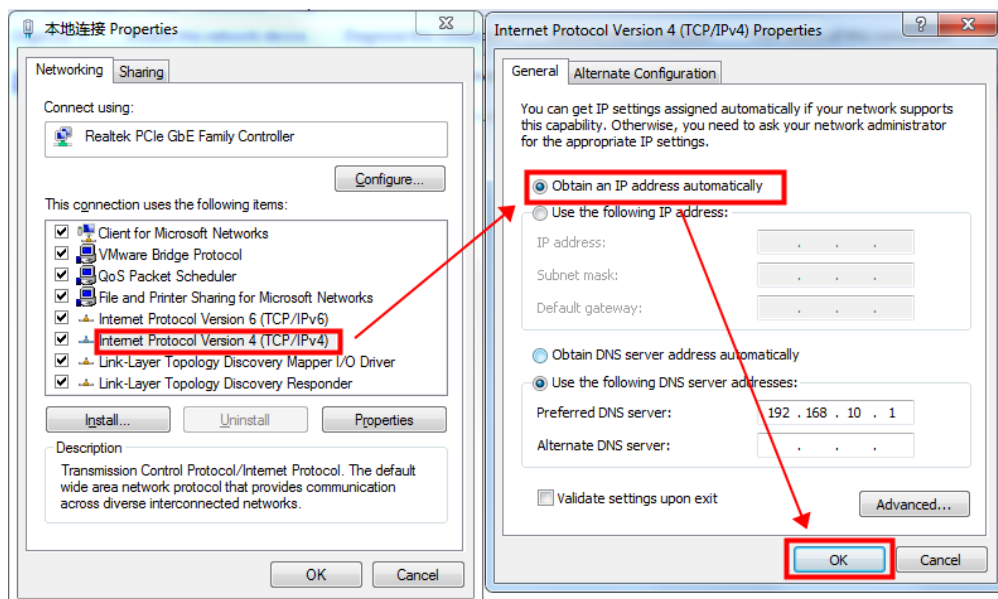 本地连接 Properties
Networking
Sharing
Connect using:
Realtek PCIe GbE Family Controller
Configure...
This connection uses the following items:
Client for Microsoft Networks
VMware Bridge Protocol
QoS Packet Scheduler
File and Printer Sharing for Microsoft Networks
Internet Protocol Version 6 (TCP/IPv6)
Internet Protocol Version 4 (TCP/IPv4)
Link-Layer Topology Discovery Mapper I/O Driver
Link-Layer Topology Discovery Responder
Install...
Uninstall
Properties
Description
Transmission Control Protocol/Internet Protocol. The default
wide area network protocol that provides communication
across diverse interconnected networks.
OK
Cancel
Internet Protocol Version 4 (TCP/IPv4) Properties
General
Alternate Configuration
You can get IP settings assigned automatically if your network supports
this capability. Otherwise, you need to ask your network administrator
for the appropriate IP settings.
Obtain an IP address automatically
Use the following IP address:
IP address:
Subnet mask:
Default gateway:
Obtain DNS server address automatically
Use the following DNS server addresses:
Preferred DNS server:
192 . 168 . 10 . 1
Alternate DNS server:
Validate settings upon exit
Advanced...
OK
Cancel